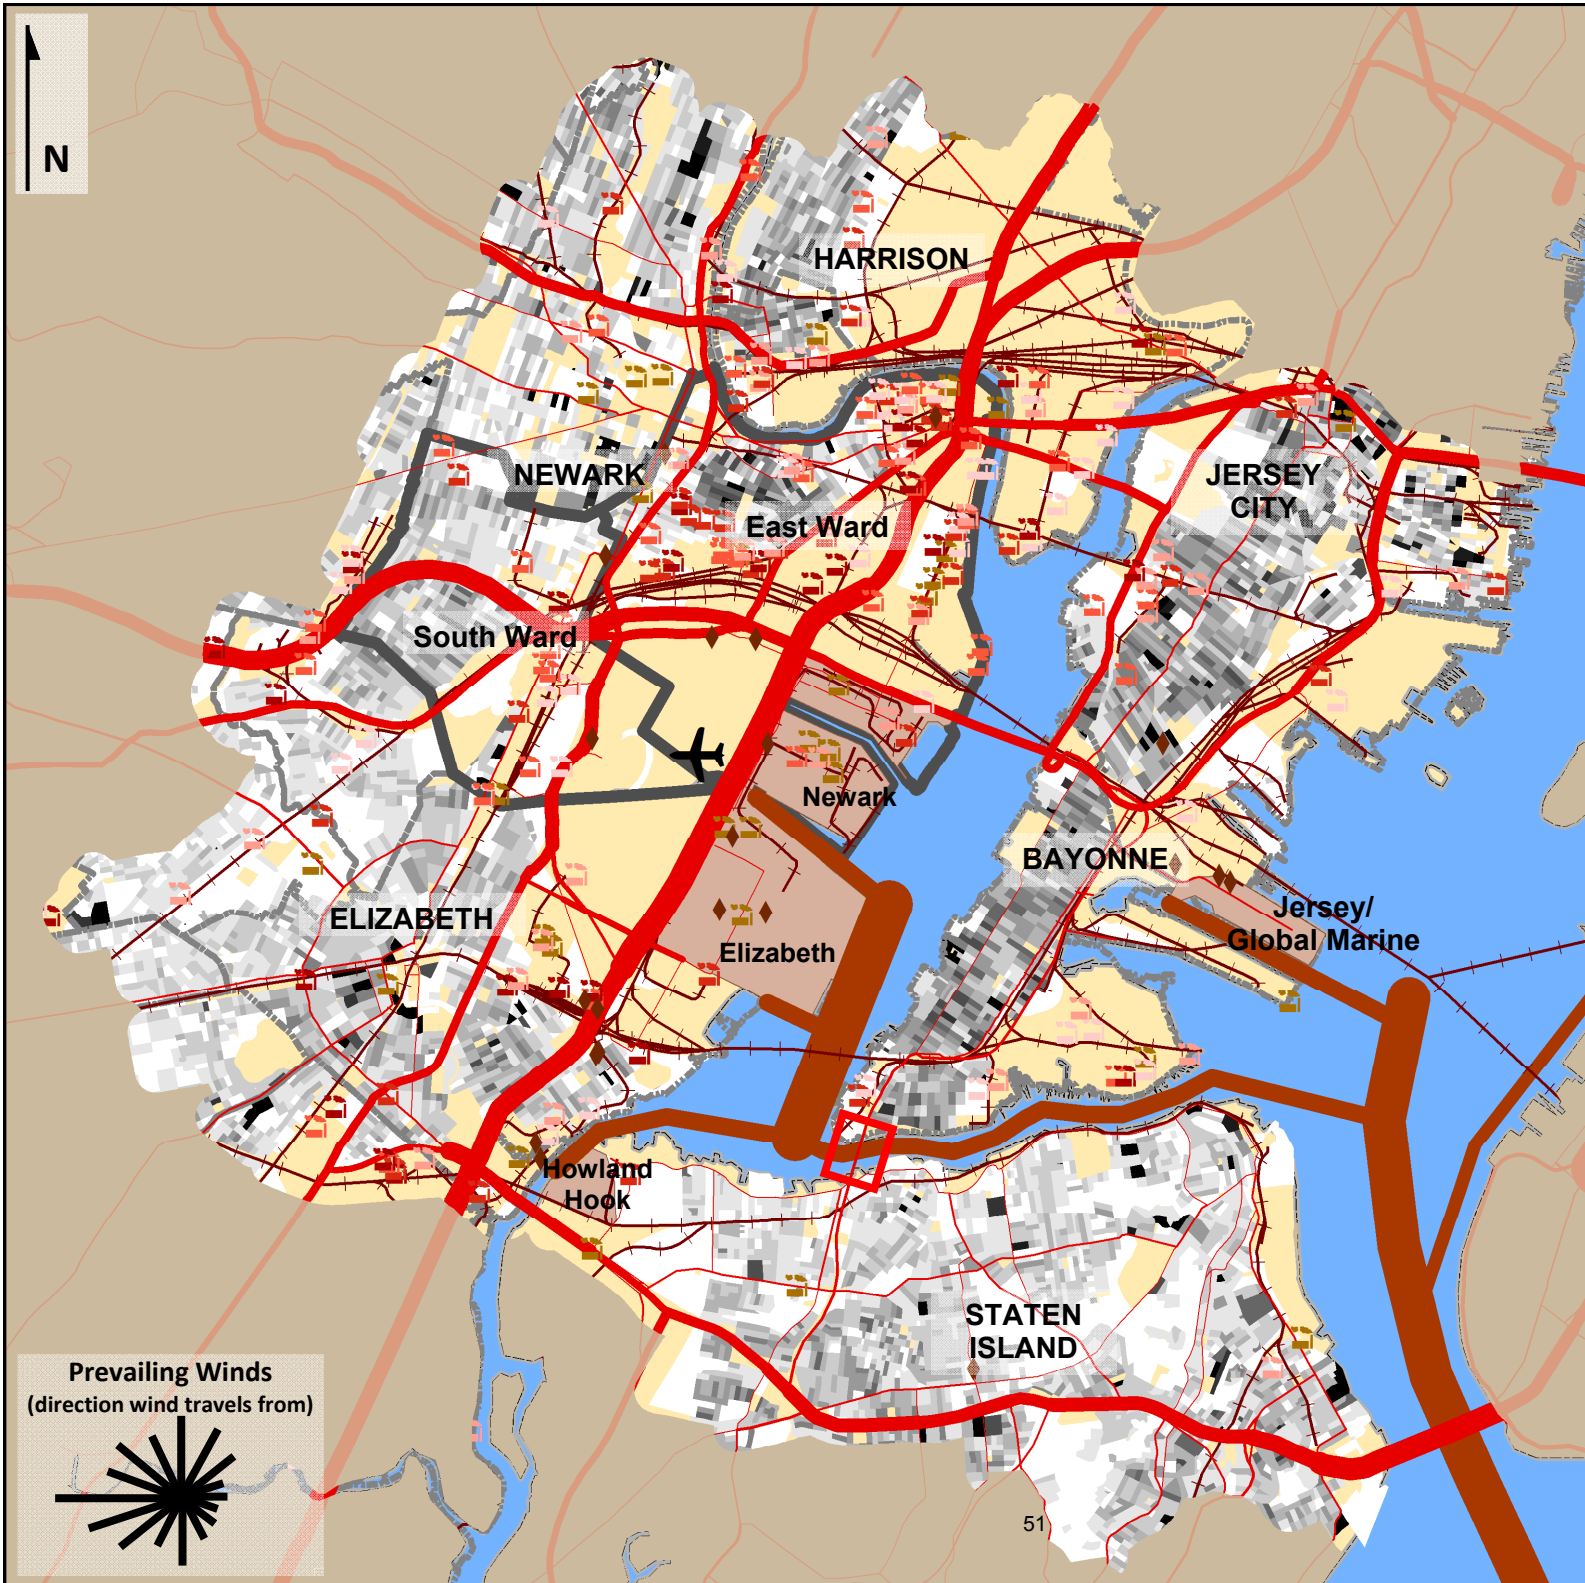 N
HARRISON
NEWARK
JERSEY
CITY
East Ward
South Ward
Newark
BAYONNE
Jersey/
Global Marine
ELIZABETH
Elizabeth
Howland
Hook
STATEN
ISLAND
Prevailing Winds
(direction wind travels from)
51